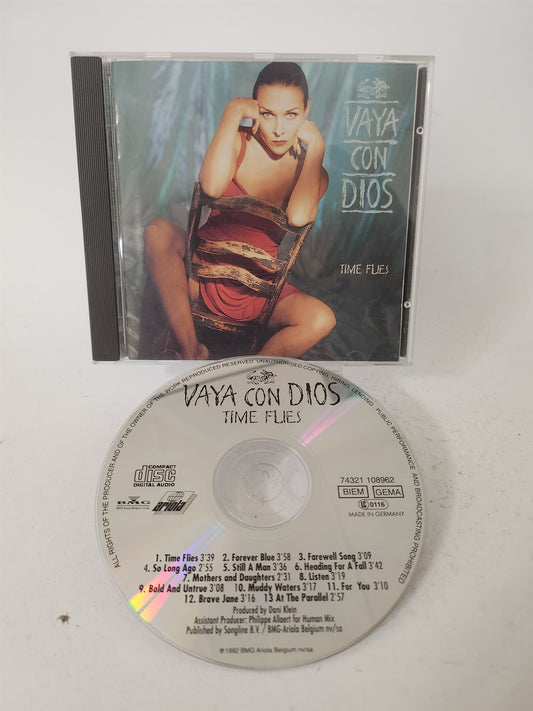 VAYA
CON
DIOS
TIME FLIES
ALL RIGHTS OF THE PRODUCER AND OF THE OWNER OF THE WORK REPRODUCED RESERVED. UNAUTHORISED COPYING, HIRING, LENDING, PUBLIC PERFORMANCE AND BROADCASTING PROHIBITED
VAYA CON DIOS
TIME FLIES
COMPACT
disc
DIGITAL AUDIO
BMG
ariola
74321 108962
BIEM GEMA
LC 0116
MADE IN GERMANY
1. Time Flies 3'39 2. Forever Blue 3'58 3. Farewell Song 3'09
4. So Long Ago 2'55 5. Still A Man 3'36 6. Heading For A Fall 3'42
7. Mothers and Daughters 2'31 8. Listen 3'19
9. Bold And Untrue 3'08 10. Muddy Waters 3'17 11. For You 3'10
12. Brave Jane 3'16 13 At The Parallel 2'57
Produced by Dani Klein
Assistant Producer: Philippe Allaert for Human Mix
Published by Songline B.V. / BMG-Ariola Belgium nv/sa
℗ 1992 BMG Ariola Belgium nv/sa